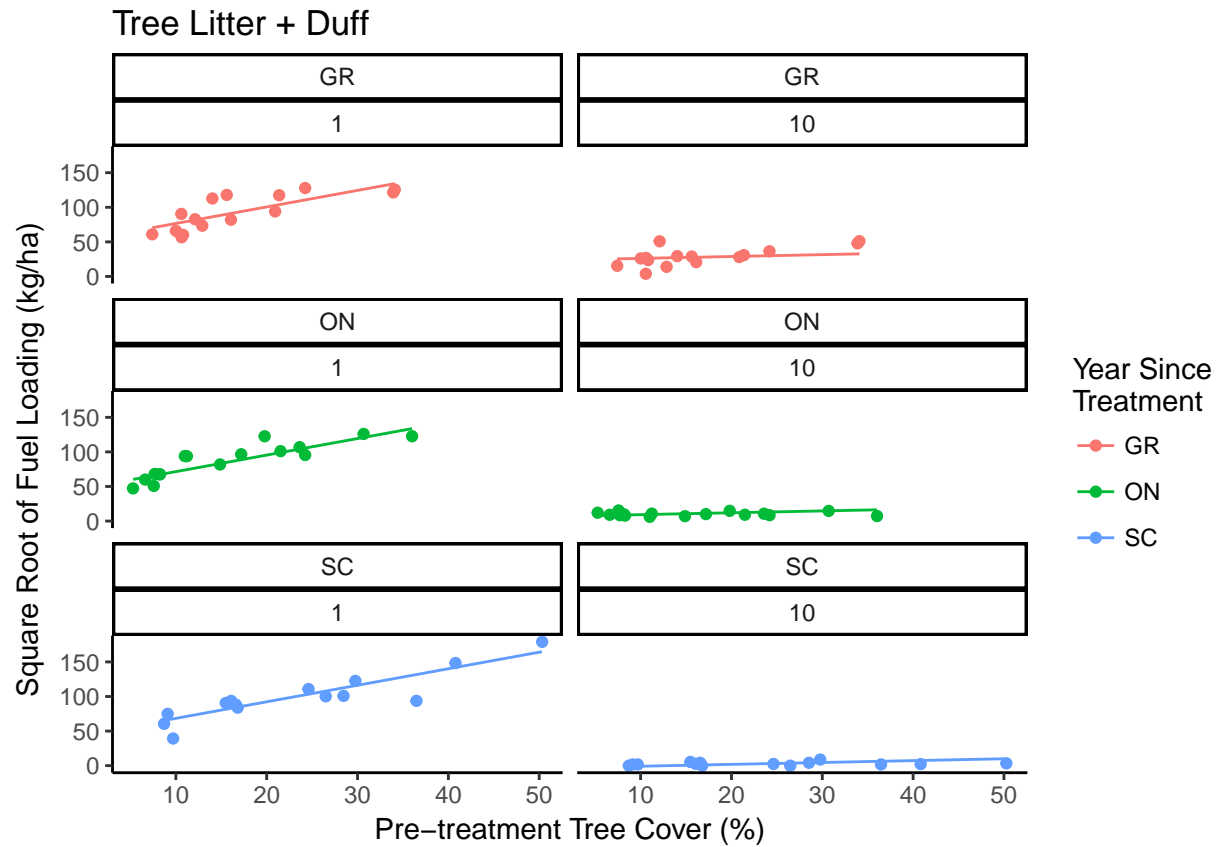 Tree Litter + Duff
GR
GR
1
10
150
100
50
0
ON
ON
1
10
150
100
50
0
SC
SC
1
10
150
100
50
0
10 20 30 40 50
10 20 30 40 50
Pre−treatment Tree Cover (%)
Square Root of Fuel Loading (kg/ha)
Year Since
Treatment
GR
ON
SC